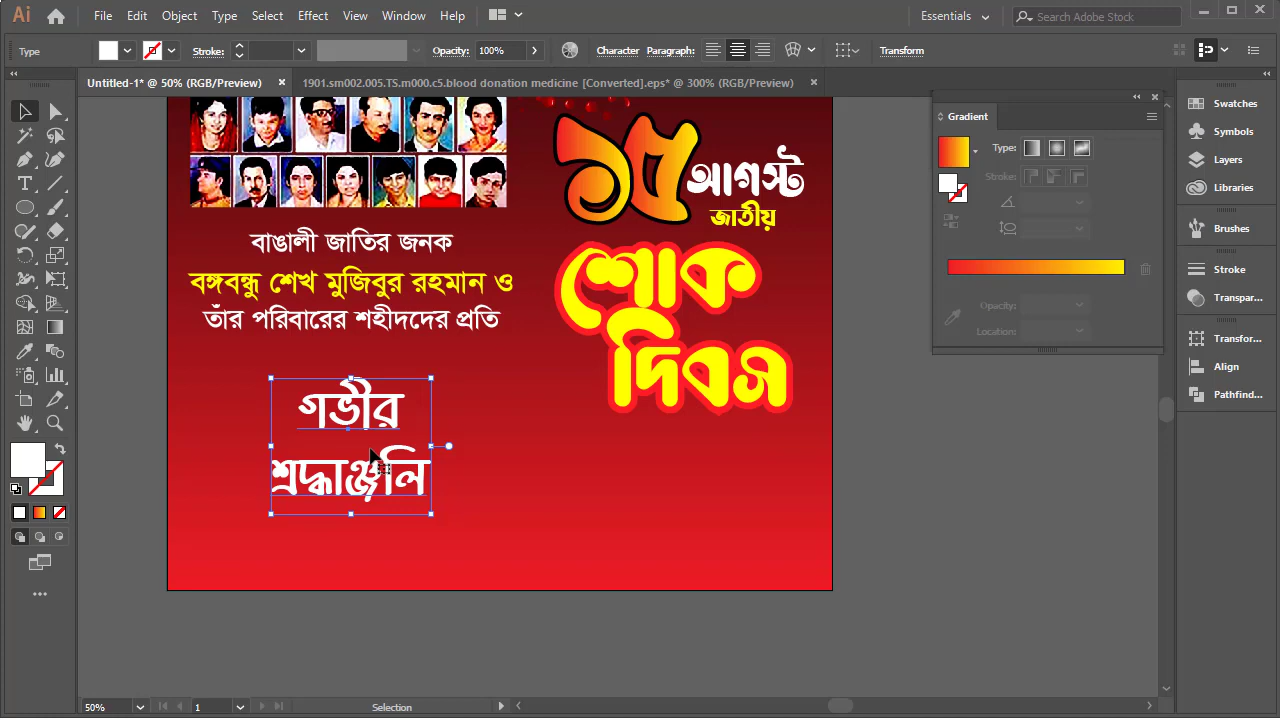 Ai File Edit Object Type Select Effect View Window Help Essentials Search Adobe Stock
Type Stroke: Opacity: 100% Character Paragraph: Transform
Untitled-1* @ 50% (RGB/Preview) 1901.sm002.005.TS.m000.c5.blood donation medicine [Converted].eps* @ 300% (RGB/Preview)
Gradient
Type:
Stroke:
Opacity:
Location:
Swatches
Symbols
Layers
Libraries
Brushes
Stroke
Transpar...
Transfor...
Align
Pathfind...
১৫ আগস্ট
জাতীয়
শোক
দিবস
বাঙালী জাতির জনক
বঙ্গবন্ধু শেখ মুজিবুর রহমান ও
তাঁর পরিবারের শহীদদের প্রতি
গভীর
শ্রদ্ধাঞ্জলি
50% 1 Selection